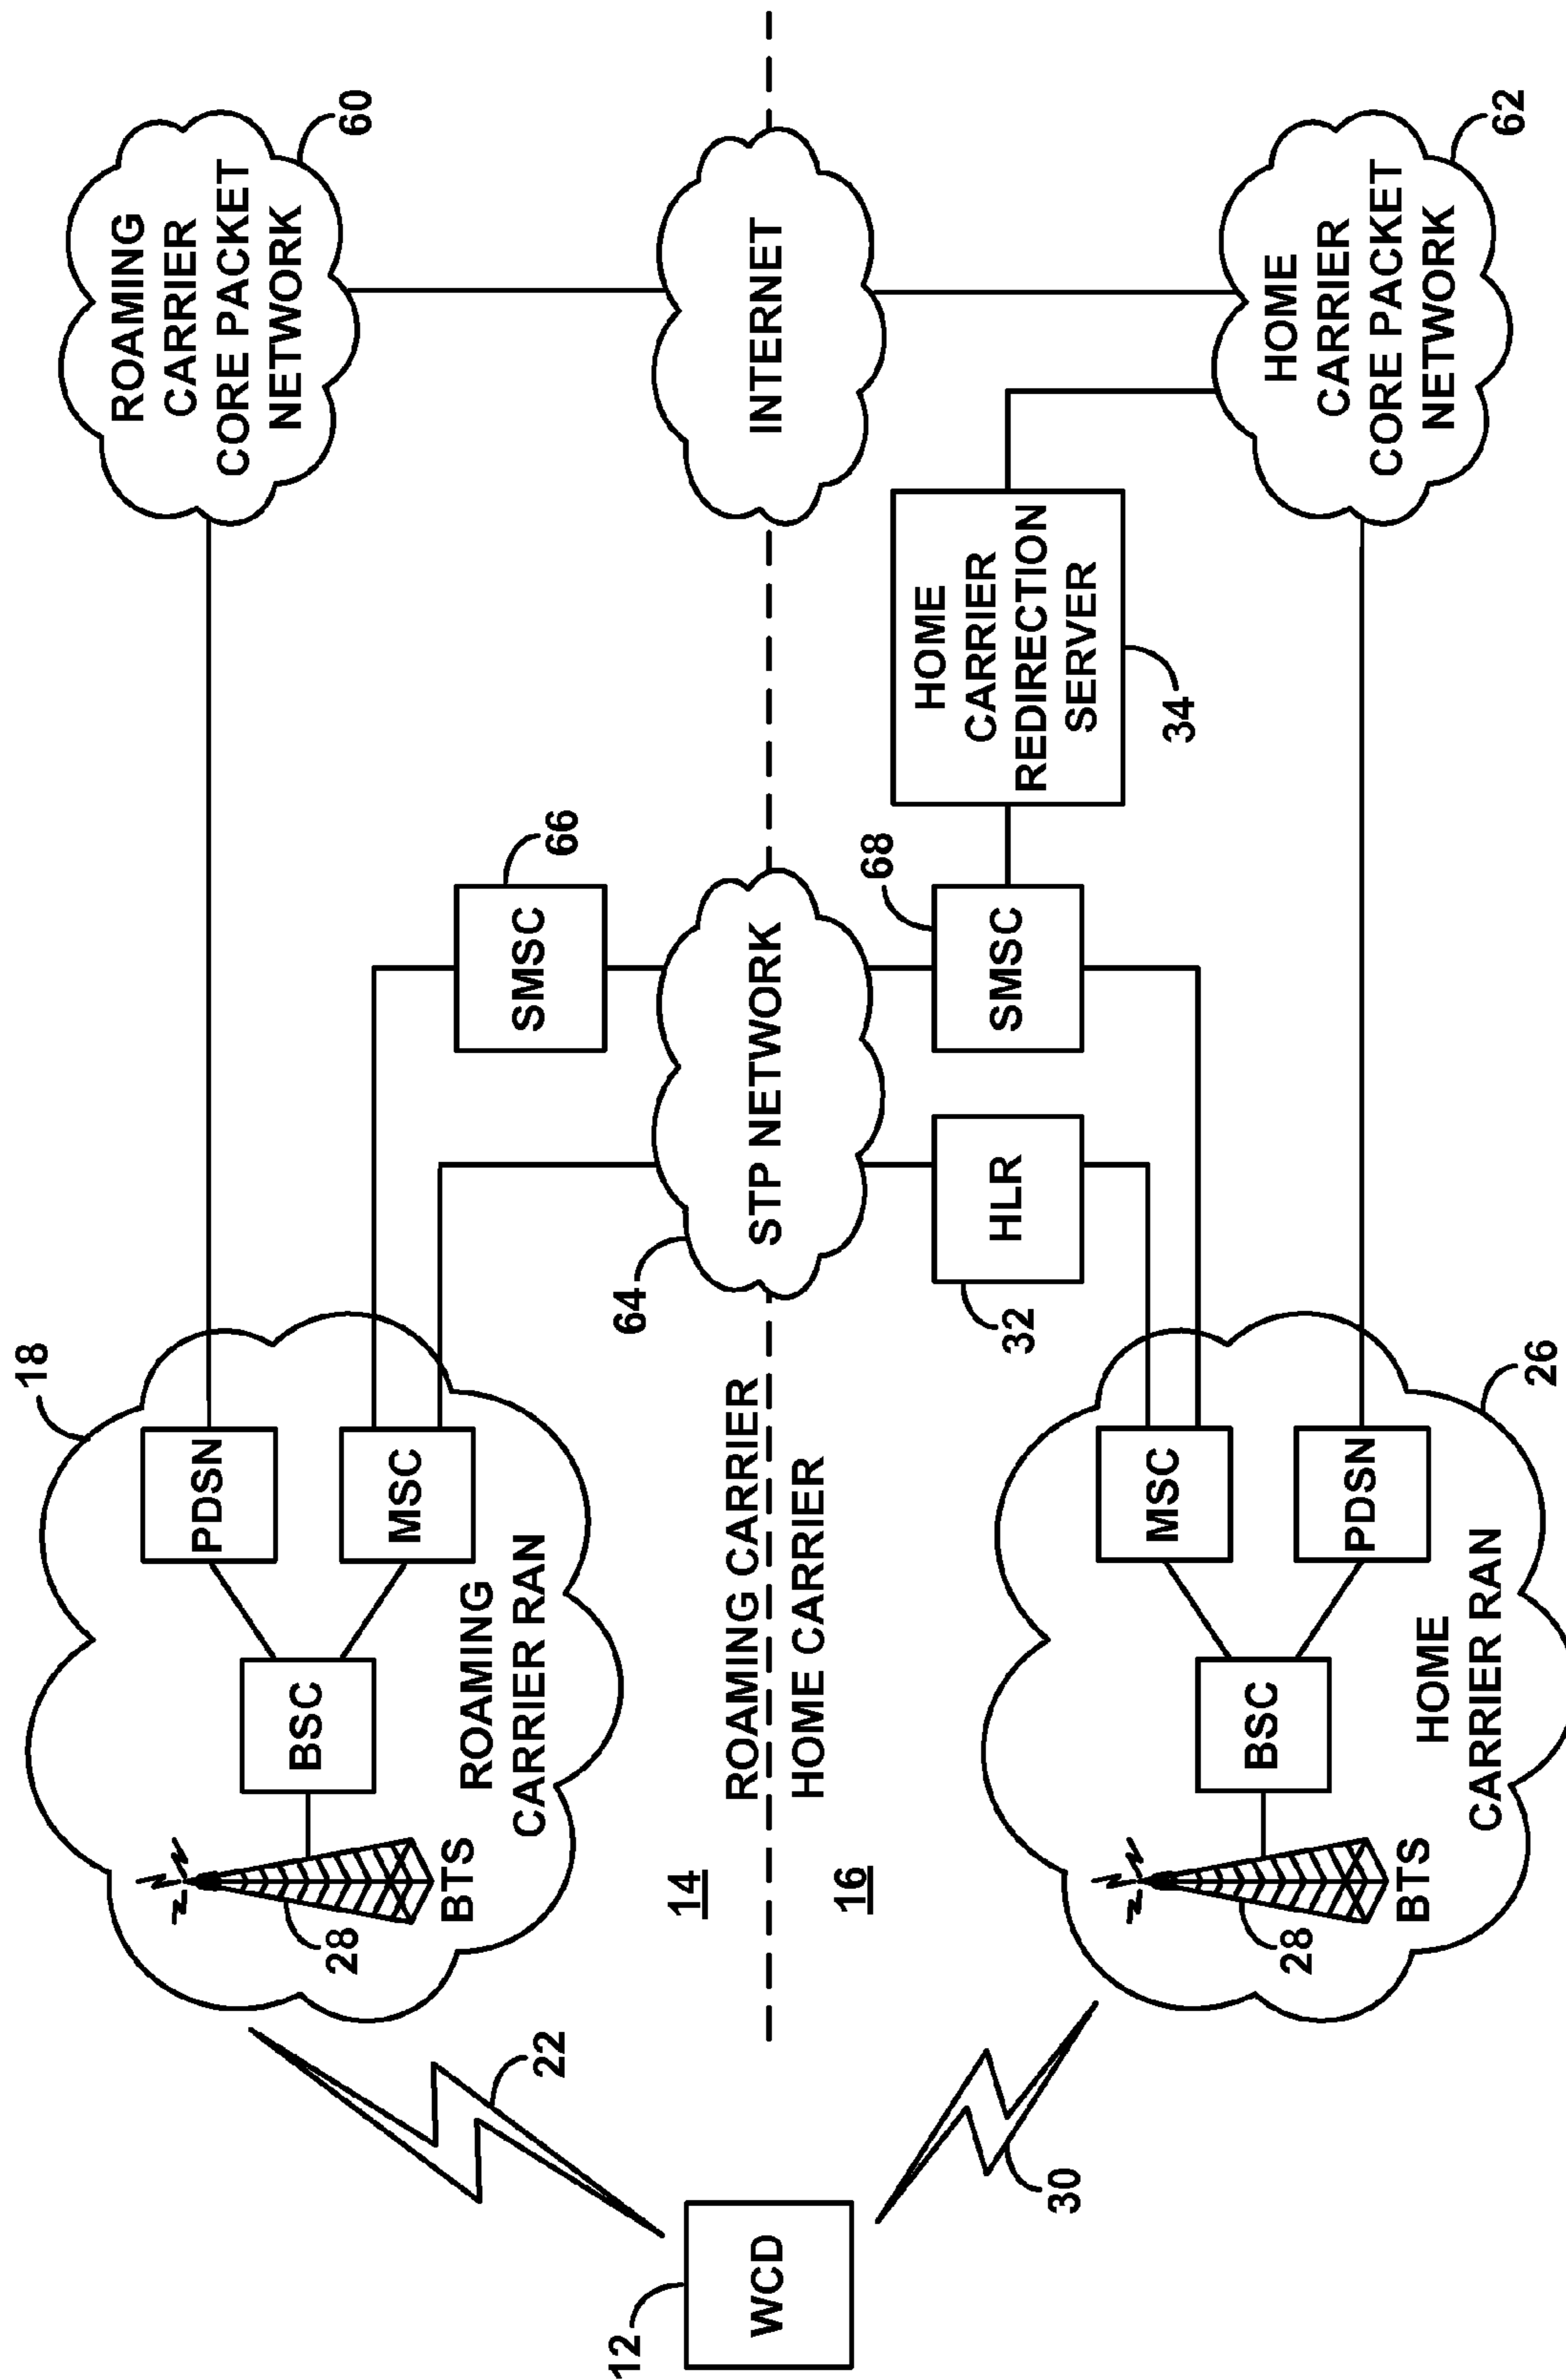 18
PDSN
MSC
BSC
BTS
28
ROAMING
CARRIER RAN
ROAMING
CARRIER
CORE PACKET
NETWORK
60
22
SMSC
66
14
ROAMING CARRIER
64
STP NETWORK
INTERNET
12
WCD
HOME CARRIER
16
30
32
HLR
68
SMSC
HOME
CARRIER
REDIRECTION
SERVER
34
MSC
PDSN
BSC
BTS
28
HOME
CARRIER RAN
26
HOME
CARRIER
CORE PACKET
NETWORK
62